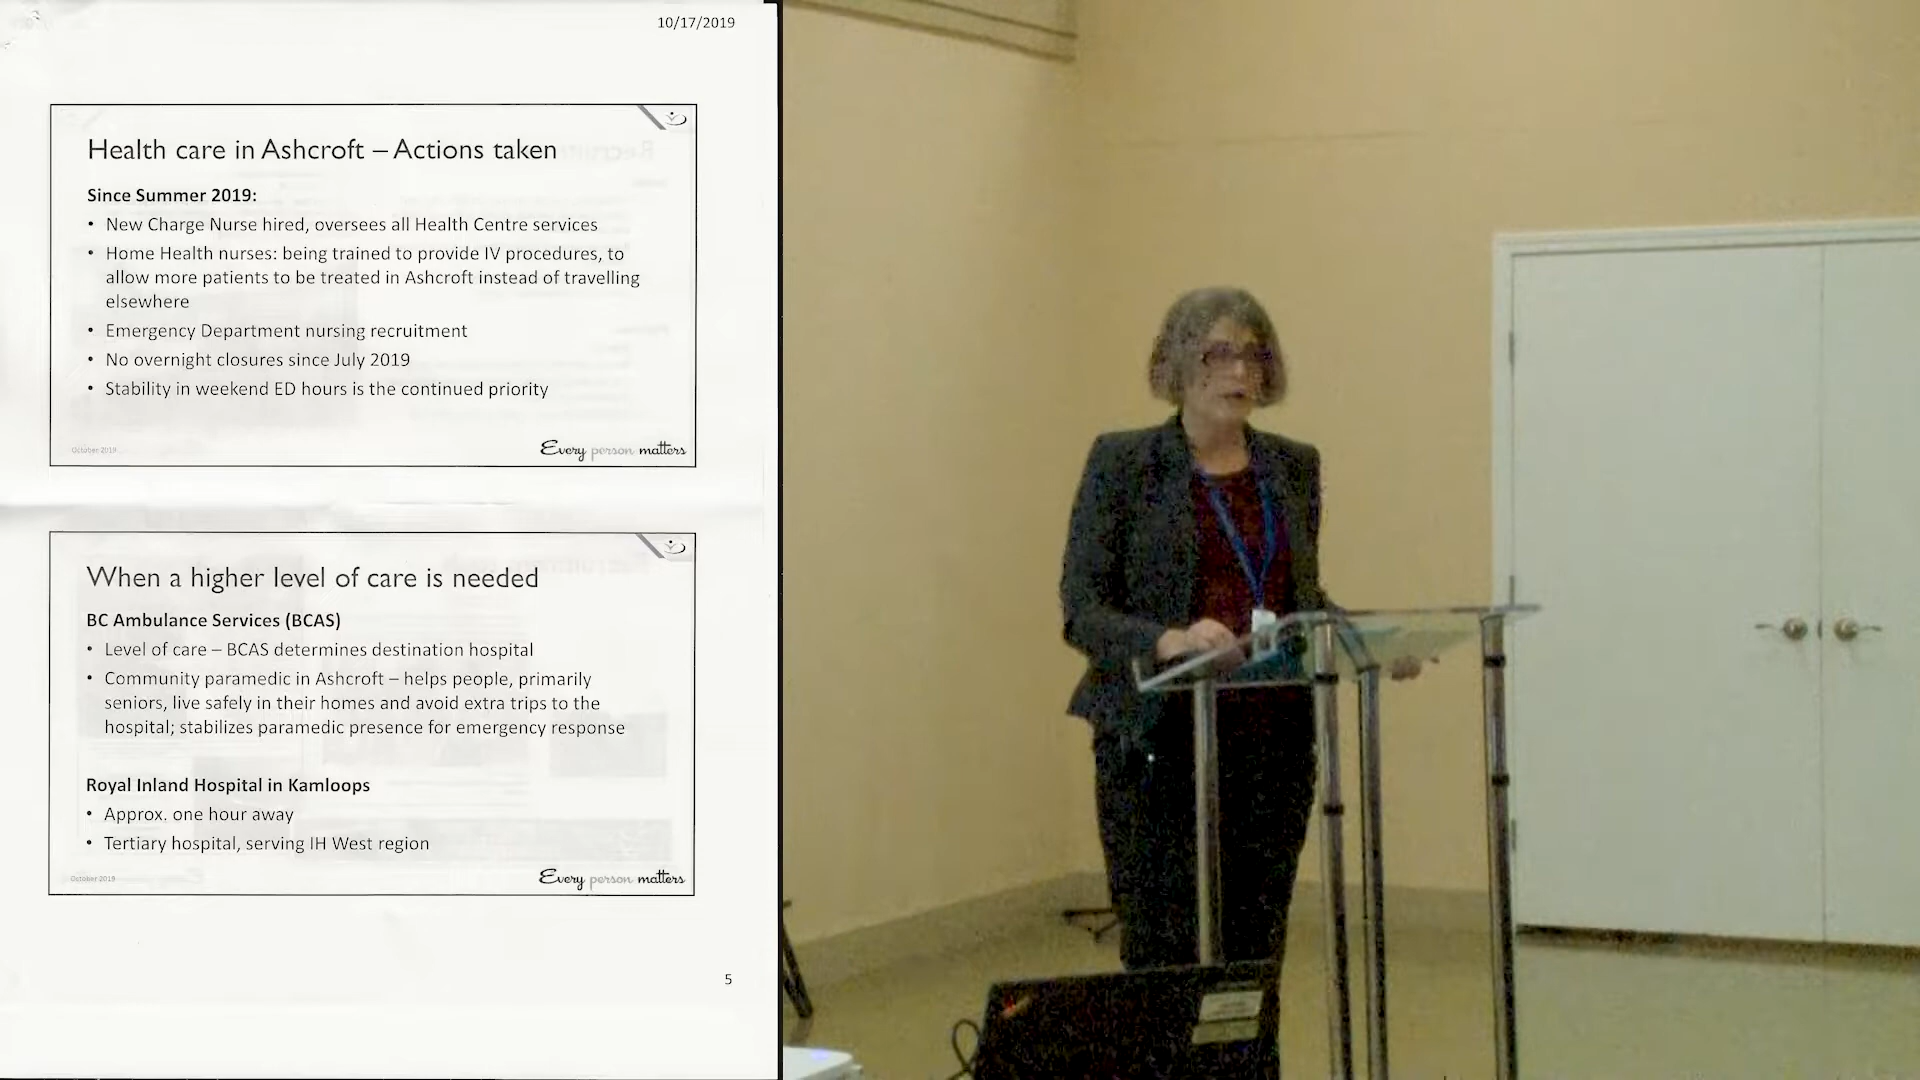 10/17/2019
Health care in Ashcroft – Actions taken
Since Summer 2019:
• New Charge Nurse hired, oversees all Health Centre services
• Home Health nurses: being trained to provide IV procedures, to
allow more patients to be treated in Ashcroft instead of travelling
elsewhere
• Emergency Department nursing recruitment
• No overnight closures since July 2019
• Stability in weekend ED hours is the continued priority
October 2019
Every person matters
When a higher level of care is needed
BC Ambulance Services (BCAS)
• Level of care – BCAS determines destination hospital
• Community paramedic in Ashcroft – helps people, primarily
seniors, live safely in their homes and avoid extra trips to the
hospital; stabilizes paramedic presence for emergency response
Royal Inland Hospital in Kamloops
• Approx. one hour away
• Tertiary hospital, serving IH West region
October 2019
Every person matters
5